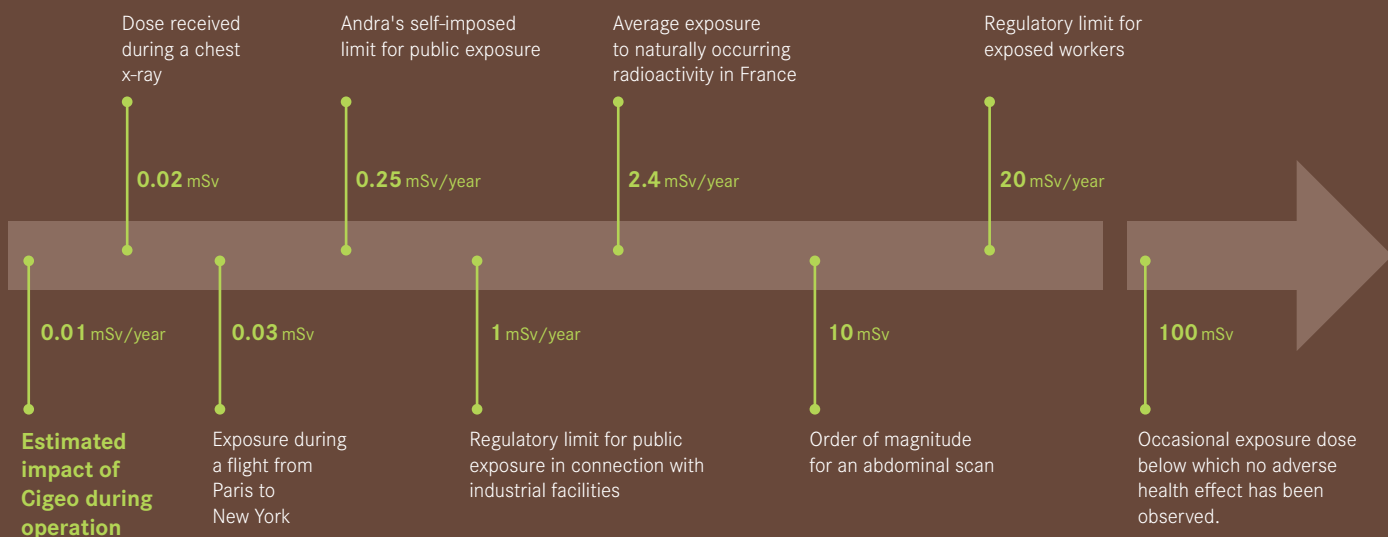 Dose received
during a chest
x-ray
Andra's self-imposed
limit for public exposure
Average exposure
to naturally occurring
radioactivity in France
Regulatory limit for
exposed workers
0.02 mSv
0.25 mSv/year
2.4 mSv/year
20 mSv/year
0.01 mSv/year
0.03 mSv
1 mSv/year
10 mSv
100 mSv
Estimated
impact of
Cigeo during
operation
Exposure during
a flight from
Paris to
New York
Regulatory limit for public
exposure in connection with
industrial facilities
Order of magnitude
for an abdominal scan
Occasional exposure dose
below which no adverse
health effect has been
observed.